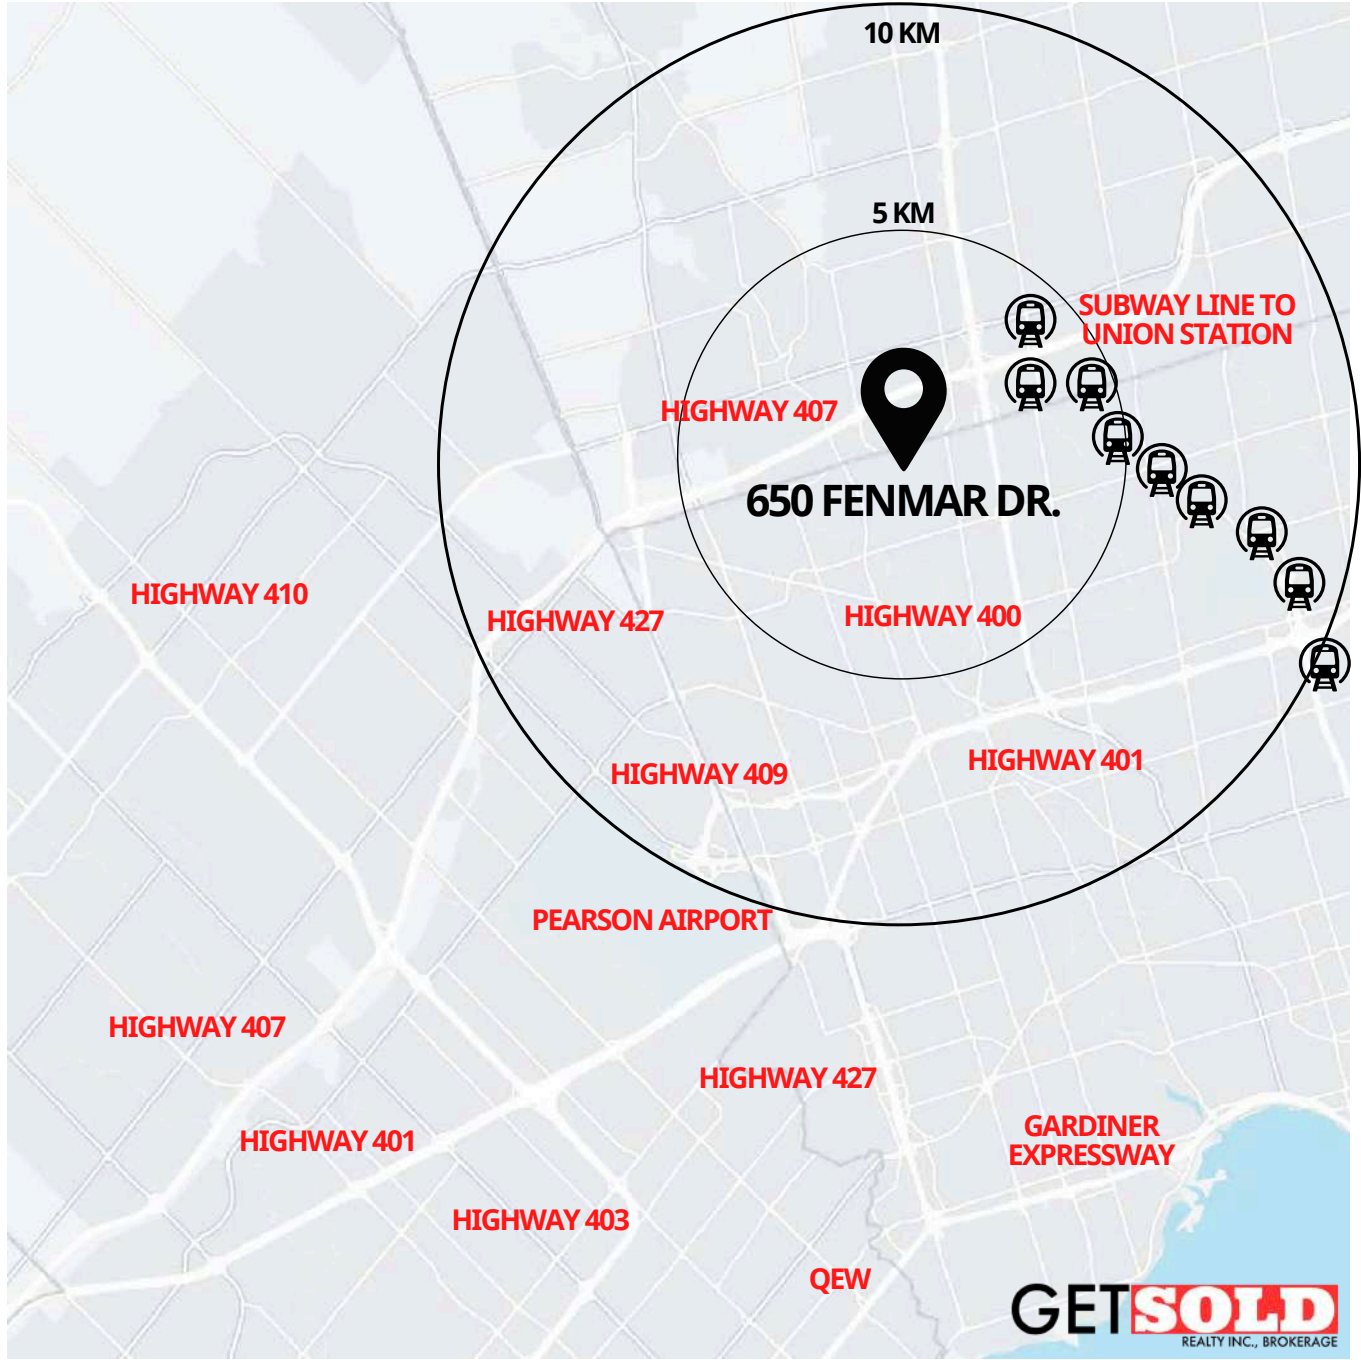 10 KM
5 KM
SUBWAY LINE TO
UNION STATION
HIGHWAY 407
650 FENMAR DR.
HIGHWAY 410
HIGHWAY 427
HIGHWAY 400
HIGHWAY 401
HIGHWAY 409
PEARSON AIRPORT
HIGHWAY 407
HIGHWAY 427
GARDINER
EXPRESSWAY
HIGHWAY 401
HIGHWAY 403
QEW
GETSOLD
REALTY INC., BROKERAGE